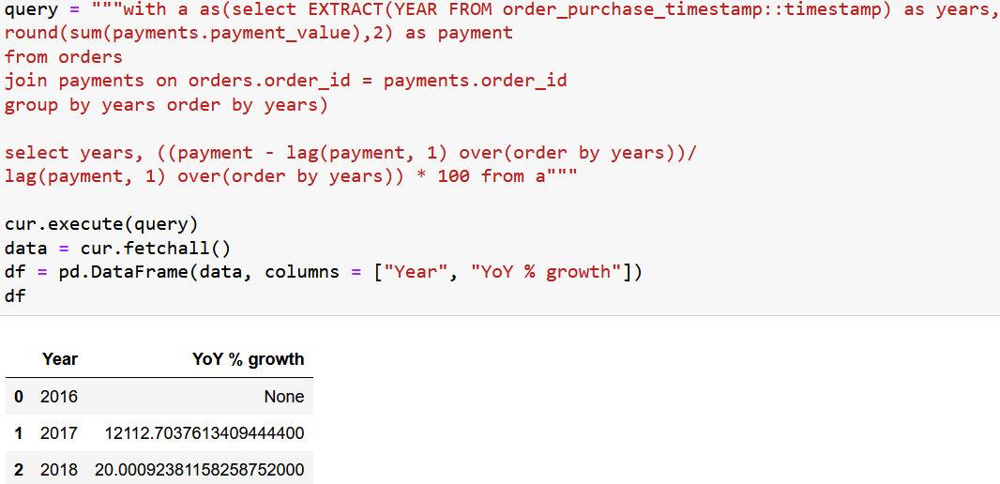 query = """with a as(select EXTRACT(YEAR FROM order_purchase_timestamp::timestamp) as years,
round(sum(payments.payment_value),2) as payment
from orders
join payments on orders.order_id = payments.order_id
group by years order by years)
select years, ((payment - lag(payment, 1) over(order by years))/
lag(payment, 1) over(order by years)) * 100 from a"""
cur.execute(query)
data = cur.fetchall()
df = pd.DataFrame(data, columns = ["Year", "YoY % growth"])
df
Year YoY % growth
0 2016 None
1 2017 12112.7037613409444400
2 2018 20.00092381158258752000